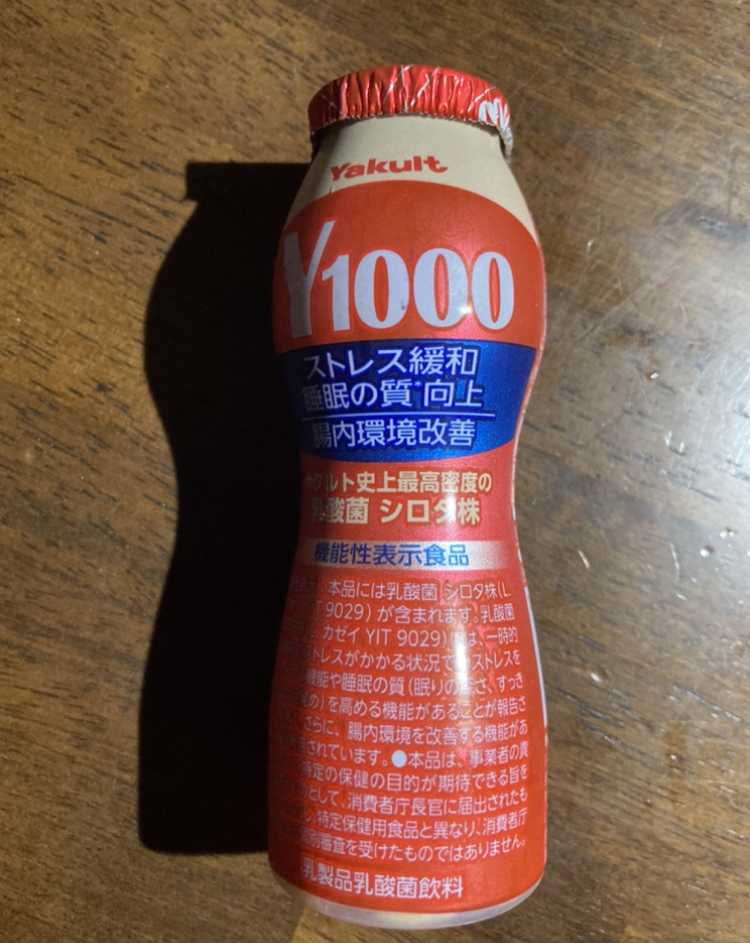 Yakult
Y1000
ストレス緩和
睡眠の質*向上
腸内環境改善
ヤクルト史上最高密度の
乳酸菌 シロタ株
機能性表示食品
本品には乳酸菌 シロタ株(L.
YIT 9029)が含まれます。乳酸菌
カゼイ YIT 9029)には、一時的
ストレスがかかる状況での ストレスを
機能や睡眠の質(眠りの深さ、すっき
め)を高める機能があることが報告さ
さらに、腸内環境を改善する機能があ
されています。●本品は、事業者の責
特定の保健の目的が期待できる旨を
として、消費者庁長官に届出されたも
特定保健用食品と異なり、消費者庁
審査を受けたものではありません。
乳製品乳酸菌飲料